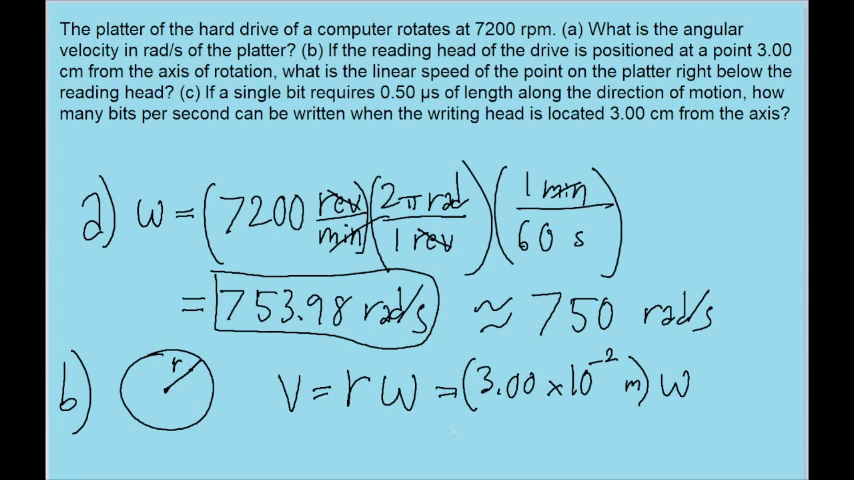 The platter of the hard drive of a computer rotates at 7200 rpm. (a) What is the angular
velocity in rad/s of the platter? (b) If the reading head of the drive is positioned at a point 3.00
cm from the axis of rotation, what is the linear speed of the point on the platter right below the
reading head? (c) If a single bit requires 0.50 µs of length along the direction of motion, how
many bits per second can be written when the writing head is located 3.00 cm from the axis?
a) w = (7200 rev/min)(2π rad/1 rev)(1 min/60 s)
= 753.98 rad/s ≈ 750 rad/s
b) r v = r w = (3.00 × 10^-2 m) w